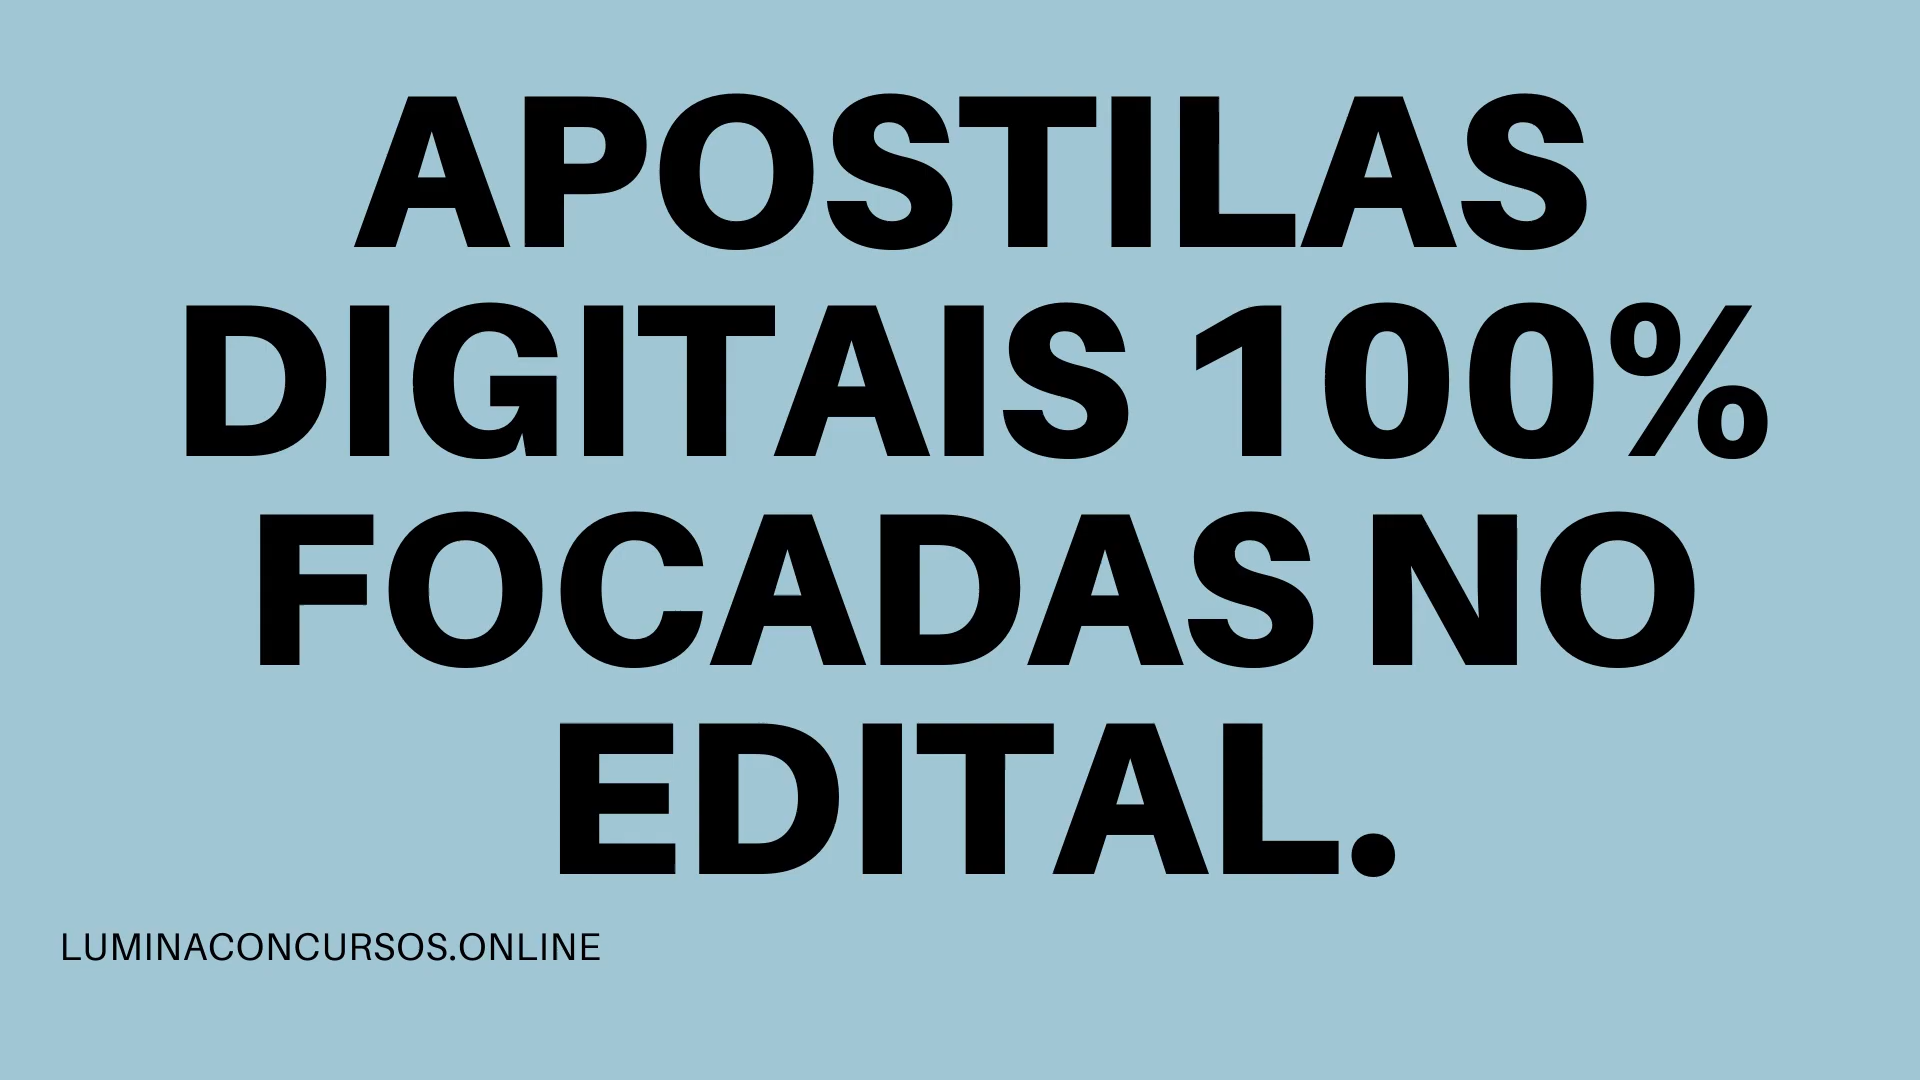 APOSTILAS
DIGITAIS 100%
FOCADAS NO
EDITAL.
LUMINACONCURSOS.ONLINE